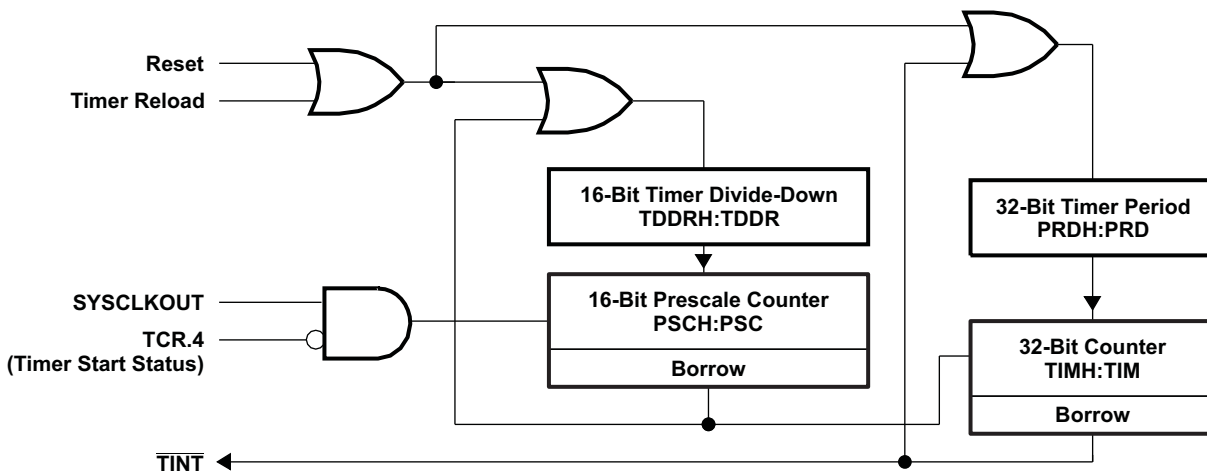 Reset
Timer Reload
16-Bit Timer Divide-Down
TDDRH:TDDR
32-Bit Timer Period
PRDH:PRD
SYSCLKOUT
TCR.4
(Timer Start Status)
16-Bit Prescale Counter
PSCH:PSC
Borrow
32-Bit Counter
TIMH:TIM
Borrow
TINT